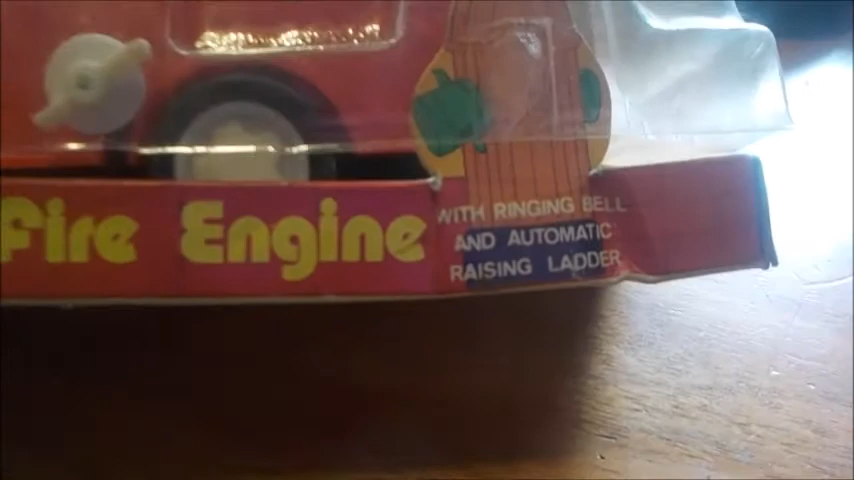 Fire Engine
WITH RINGING BELL
AND AUTOMATIC
RAISING LADDER